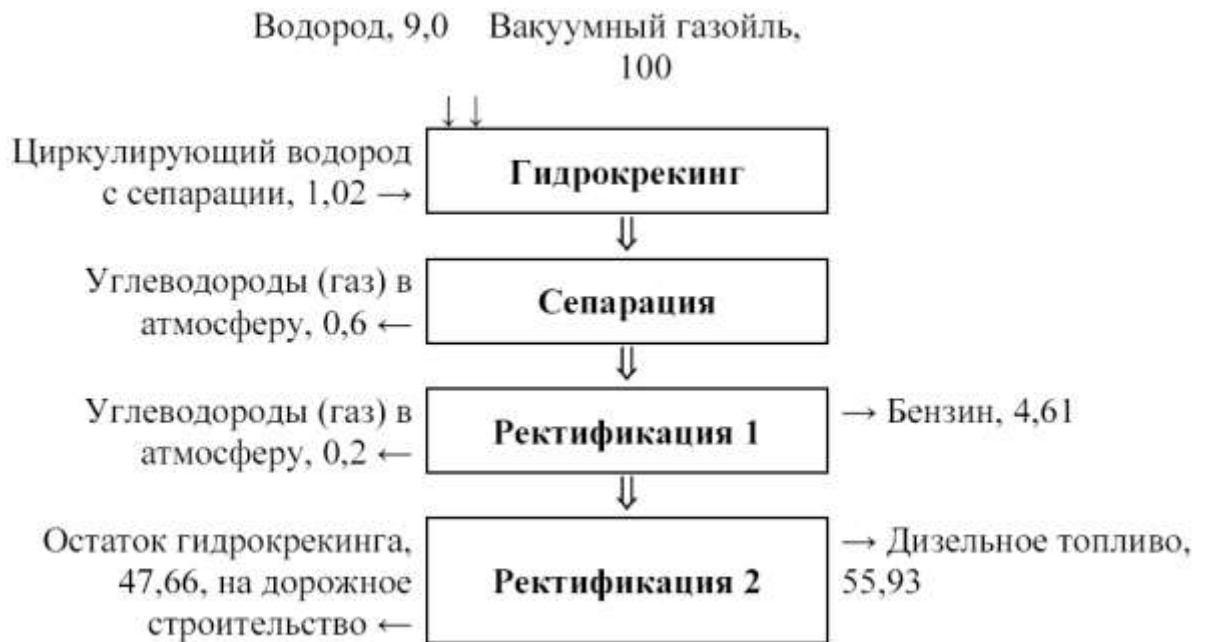 Водород, 9,0 Вакуумный газойль,
100
↓ ↓
Циркулирующий водород
с сепарации, 1,02 →
Гидрокрекинг
⇓
Углеводороды (газ) в
атмосферу, 0,6 ←
Сепарация
⇓
Углеводороды (газ) в
атмосферу, 0,2 ←
Ректификация 1
→ Бензин, 4,61
⇓
Остаток гидрокрекинга,
47,66, на дорожное
строительство ←
Ректификация 2
→ Дизельное топливо,
55,93